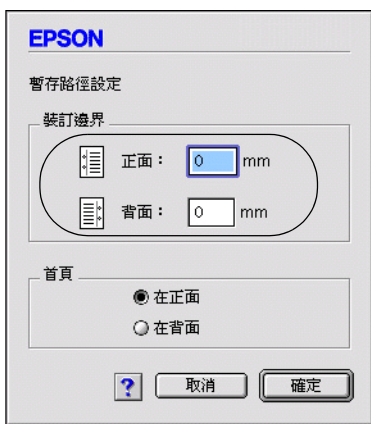 EPSON
暫存路徑設定
裝訂邊界
正面： 0 mm
背面： 0 mm
首頁
在正面
在背面
? 取消 確定